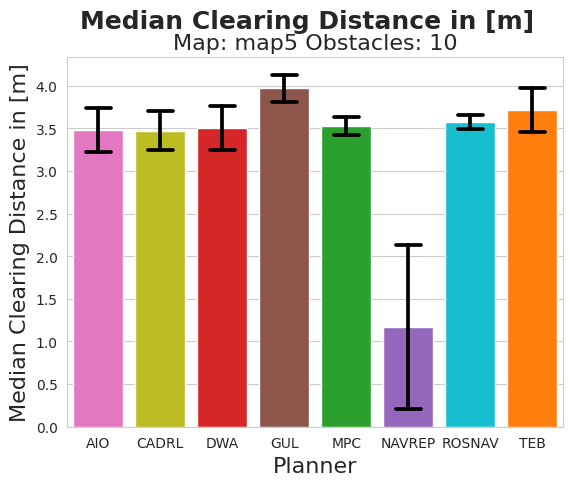 Median Clearing Distance in [m]
Map: map5 Obstacles: 10
Median Clearing Distance in [m]
4.0
3.5
3.0
2.5
2.0
1.5
1.0
0.5
0.0
AIO CADRL DWA GUL MPC NAVREP ROSNAV TEB
Planner